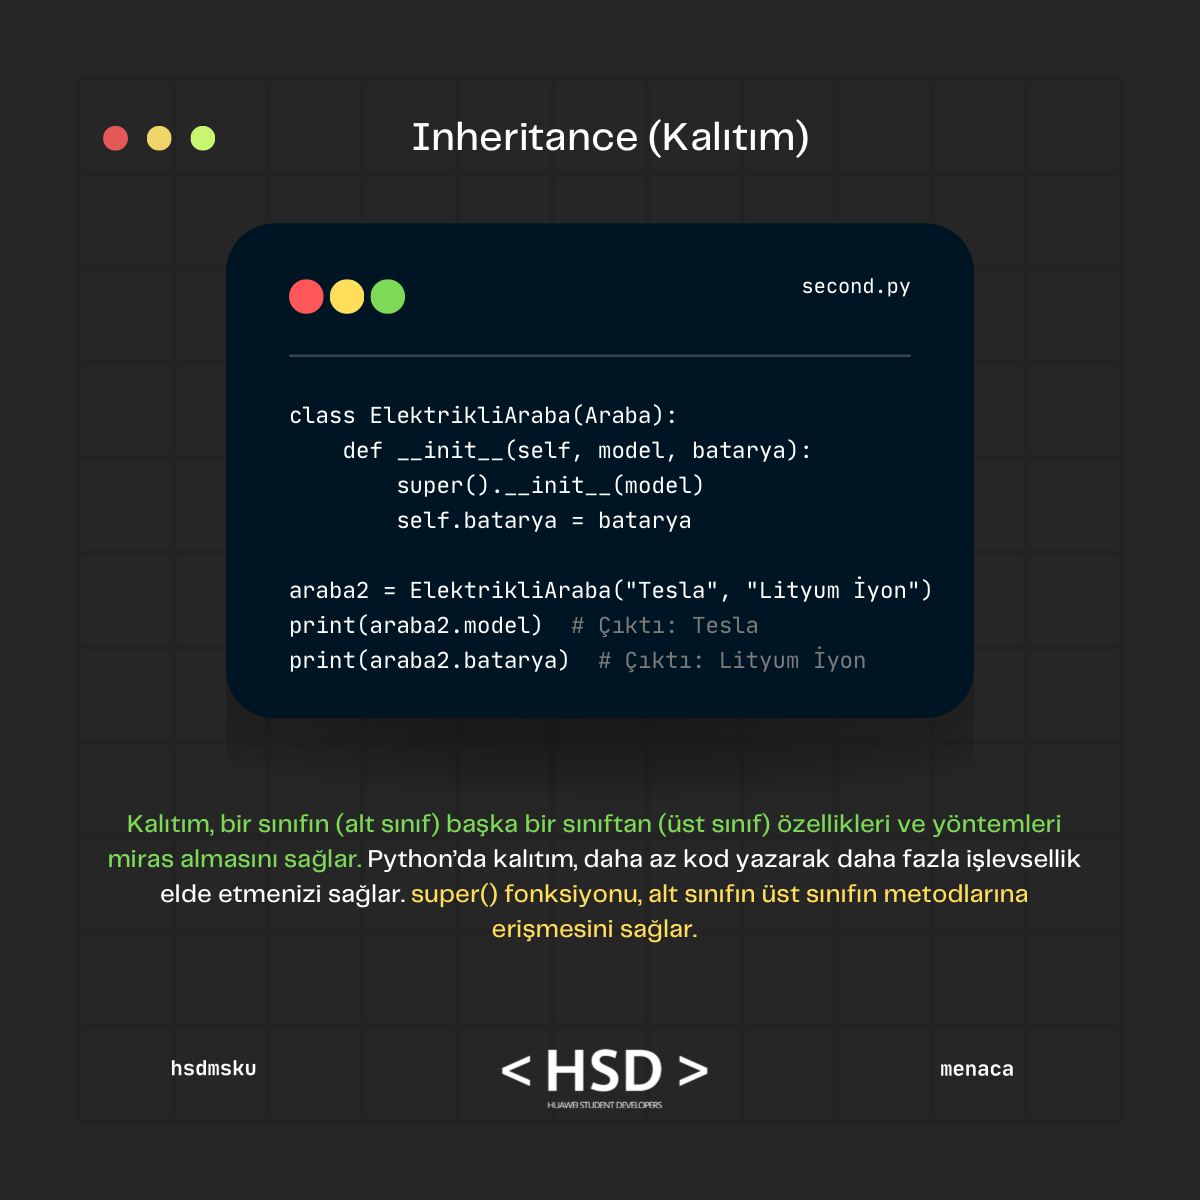 Inheritance (Kalıtım)
second.py
class ElektrikliAraba(Araba):
    def __init__(self, model, batarya):
        super().__init__(model)
        self.batarya = batarya
araba2 = ElektrikliAraba("Tesla", "Lityum İyon")
print(araba2.model)  # Çıktı: Tesla
print(araba2.batarya)  # Çıktı: Lityum İyon
Kalıtım, bir sınıfın (alt sınıf) başka bir sınıftan (üst sınıf) özellikleri ve yöntemleri
miras almasını sağlar. Python’da kalıtım, daha az kod yazarak daha fazla işlevsellik
elde etmenizi sağlar. super() fonksiyonu, alt sınıfın üst sınıfın metodlarına
erişmesini sağlar.
hsdmsku
< HSD >
HUAWEI STUDENT DEVELOPERS
menaca